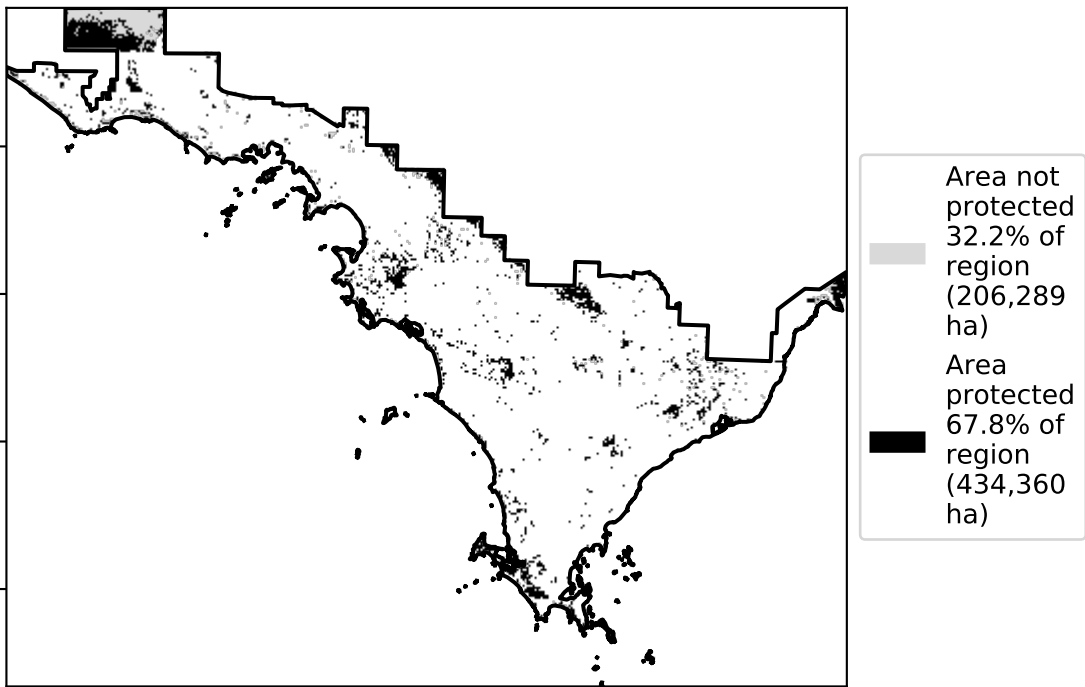 Area not
protected
32.2% of
region
(206,289
ha)
Area
protected
67.8% of
region
(434,360
ha)